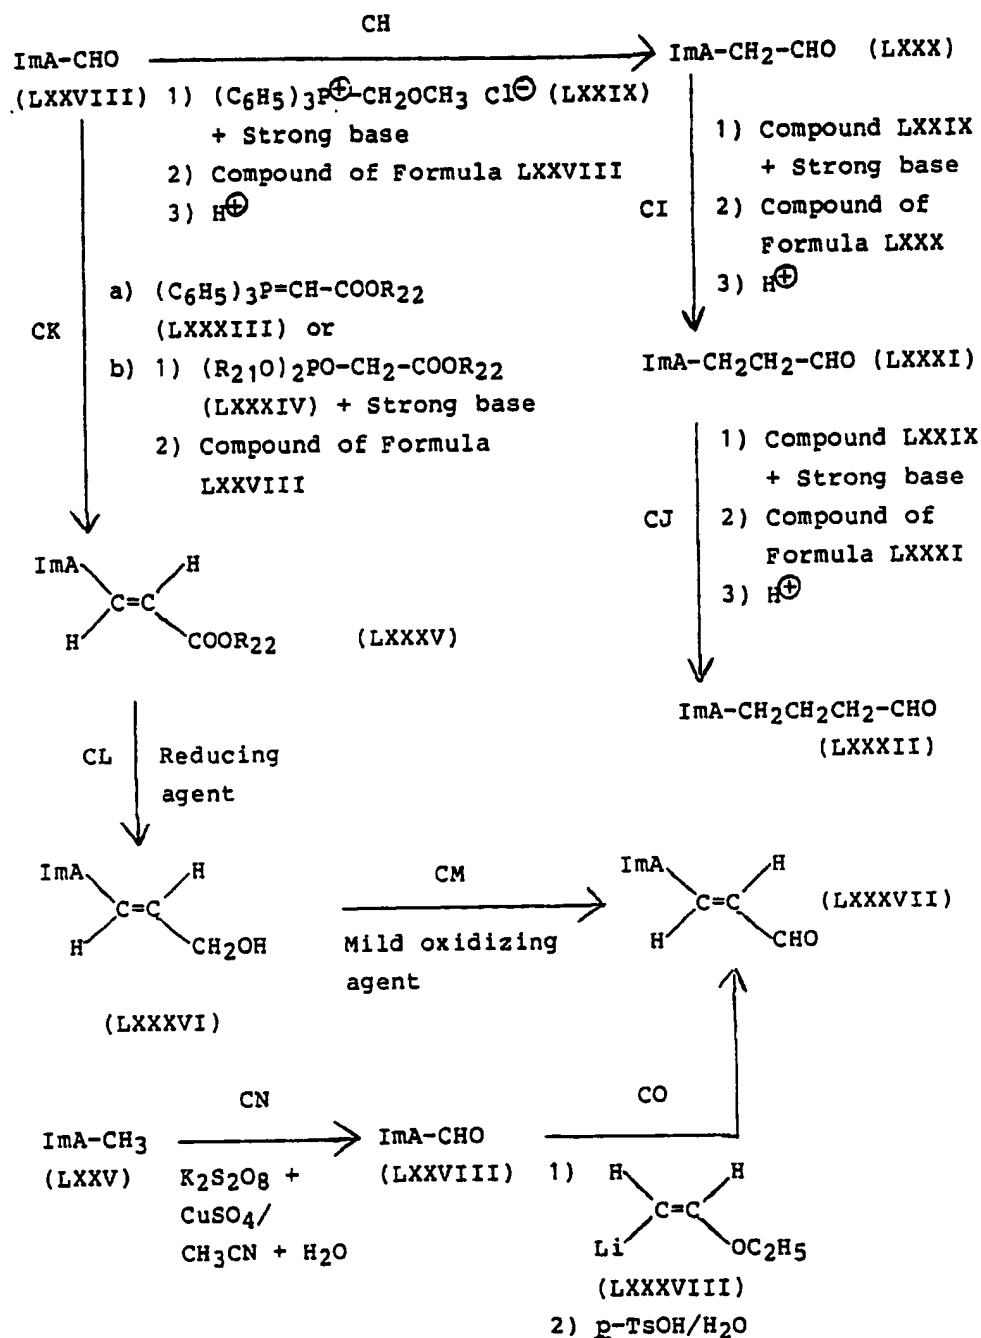 CH
ImA-CHO
ImA-CH2-CHO (LXXX)
(LXXVIII)
1) (C6H5)3P⊕-CH2OCH3 Cl⊖ (LXXIX)
+ Strong base
2) Compound of Formula LXXVIII
3) H⊕
CI
1) Compound LXXIX
+ Strong base
2) Compound of
Formula LXXX
3) H⊕
CK
a) (C6H5)3P=CH-COOR22
(LXXXIII) or
b) 1) (R21O)2PO-CH2-COOR22
(LXXXIV) + Strong base
2) Compound of Formula
LXXVIII
ImA-CH2CH2-CHO (LXXXI)
CJ
1) Compound LXXIX
+ Strong base
2) Compound of
Formula LXXXI
3) H⊕
ImA H
C=C
H COOR22
(LXXXV)
ImA-CH2CH2CH2-CHO
(LXXXII)
CL
Reducing
agent
ImA H
C=C
H CH2OH
(LXXXVI)
CM
Mild oxidizing
agent
ImA H
C=C
H CHO
(LXXXVII)
CN
ImA-CH3
(LXXV)
K2S2O8 +
CuSO4/
CH3CN + H2O
ImA-CHO
(LXXVIII)
CO
1)
H H
C=C
Li OC2H5
(LXXXVIII)
2) p-TsOH/H2O